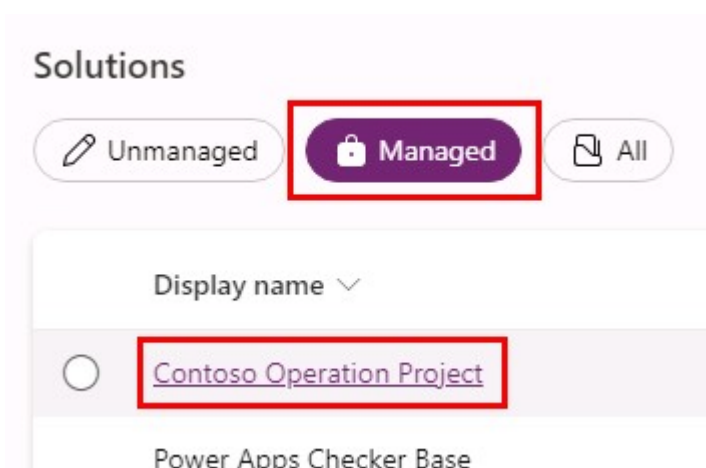 Solutions
Unmanaged Managed All
Display name
Contoso Operation Project
Power Apps Checker Base